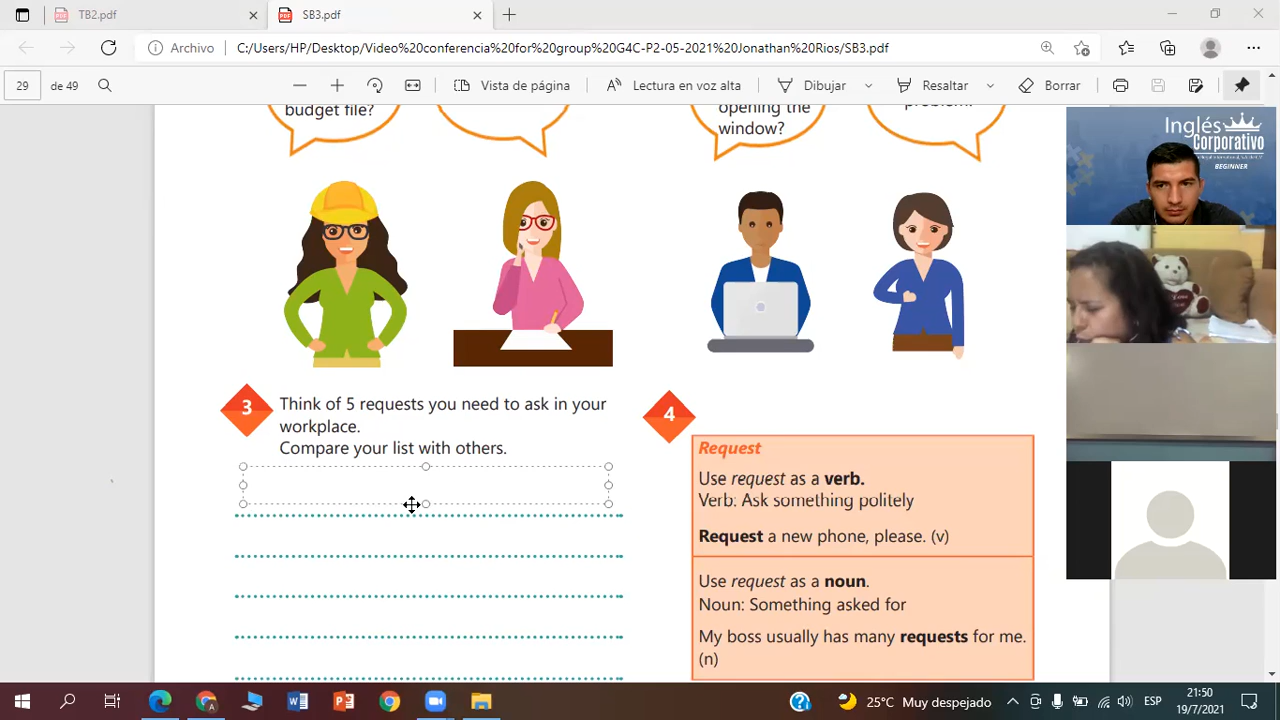 TB2.pdf
SB3.pdf
Archivo
C:/Users/HP/Desktop/Video%20conferencia%20for%20group%20G4C-P2-05-2021%20Jonathan%20Rios/SB3.pdf
29
de 49
Vista de página
Lectura en voz alta
Dibujar
Resaltar
Borrar
budget file?
opening the
window?
problem.
3
Think of 5 requests you need to ask in your
workplace.
Compare your list with others.
4
Request
Use request as a verb.
Verb: Ask something politely
Request a new phone, please. (v)
Use request as a noun.
Noun: Something asked for
My boss usually has many requests for me.
(n)
Inglés
Corporativo
BEGINNER
25°C Muy despejado
ESP
21:50
19/7/2021